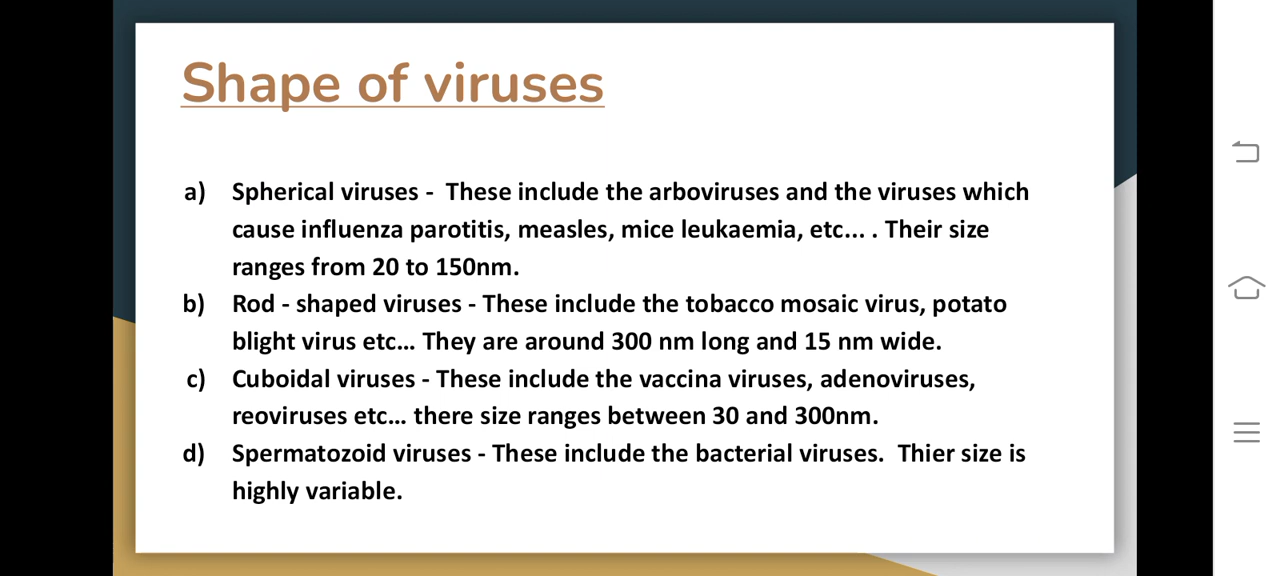 Shape of viruses
a) Spherical viruses - These include the arboviruses and the viruses which
cause influenza parotitis, measles, mice leukaemia, etc... . Their size
ranges from 20 to 150nm.
b) Rod - shaped viruses - These include the tobacco mosaic virus, potato
blight virus etc... They are around 300 nm long and 15 nm wide.
c) Cuboidal viruses - These include the vaccina viruses, adenoviruses,
reoviruses etc... there size ranges between 30 and 300nm.
d) Spermatozoid viruses - These include the bacterial viruses. Thier size is
highly variable.